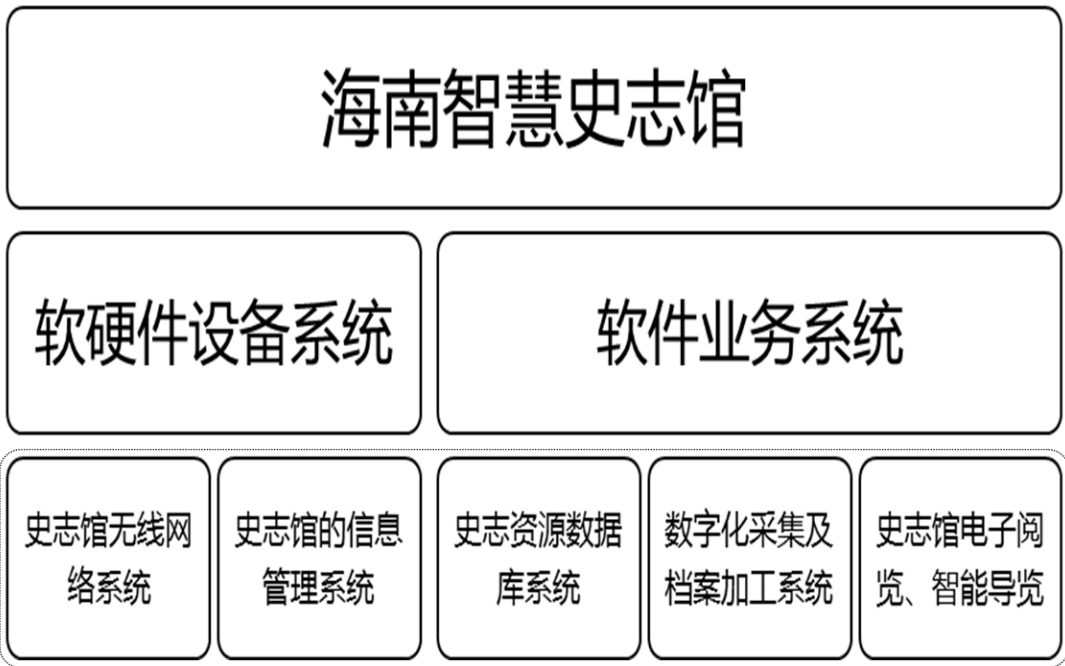 海南智慧史志馆
软硬件设备系统
软件业务系统
史志馆无线网
络系统
史志馆的信息
管理系统
史志资源数据
库系统
数字化采集及
档案加工系统
史志馆电子阅
览、智能导览